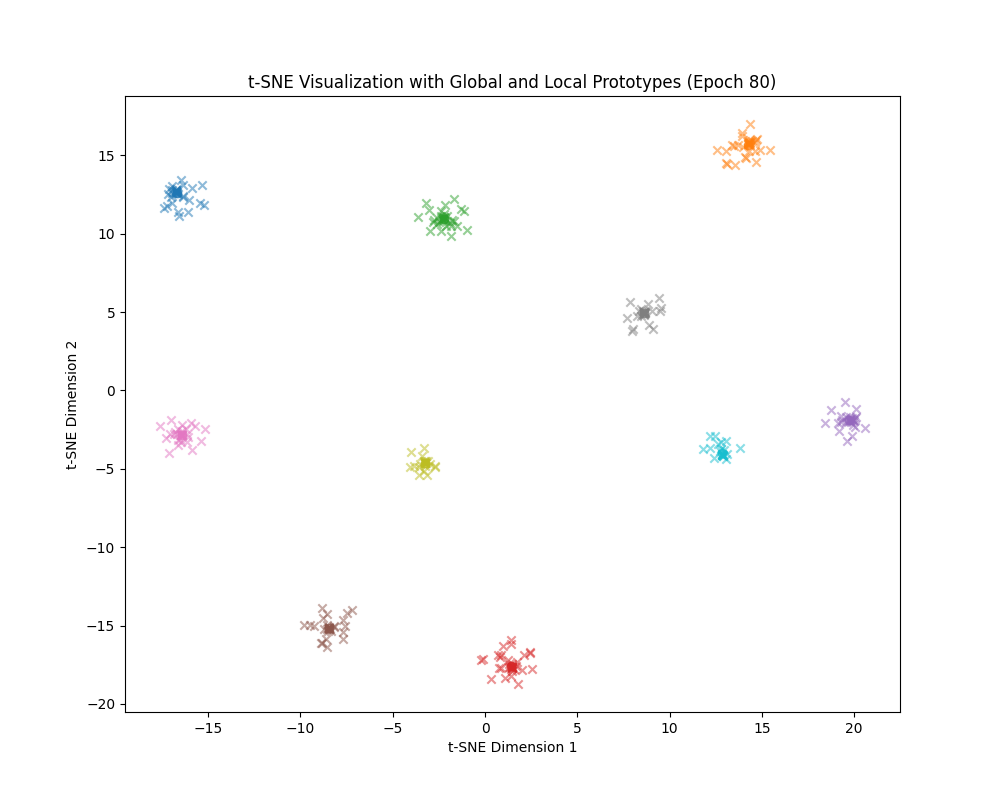 t-SNE Visualization with Global and Local Prototypes (Epoch 80)
15
10
5
0
−5
−10
−15
−20
t-SNE Dimension 2
−15 −10 −5 0 5 10 15 20
t-SNE Dimension 1